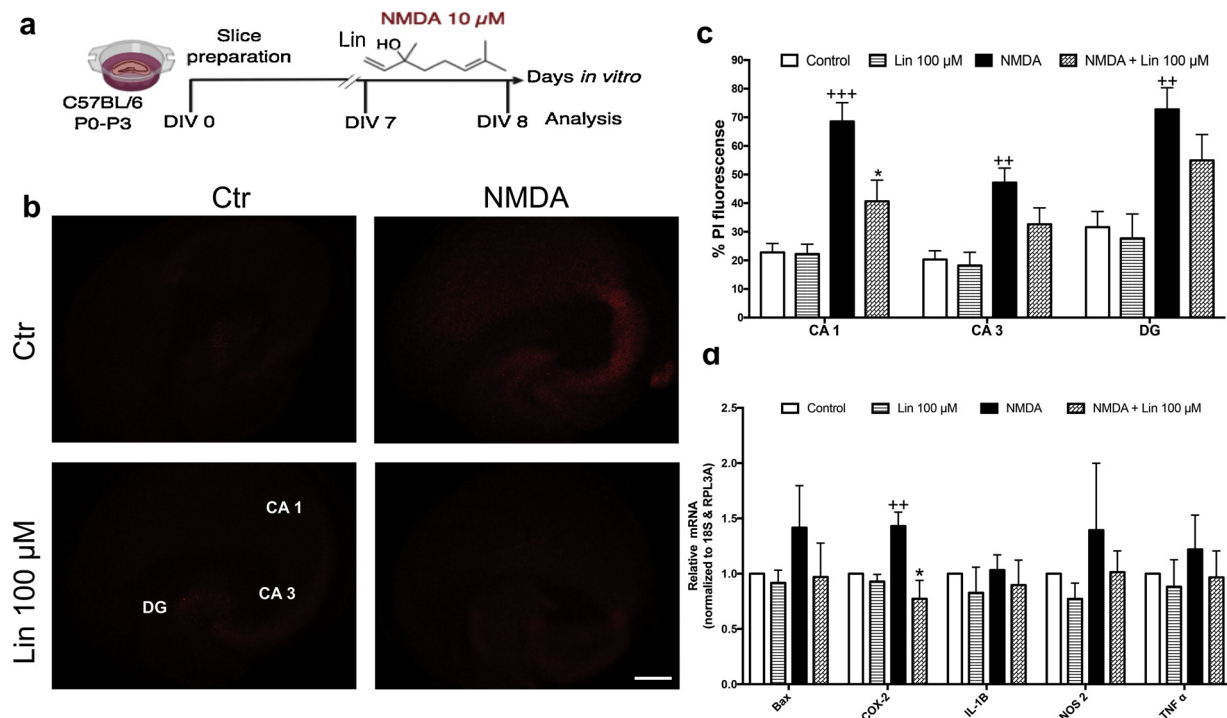 a
Slice
preparation
Lin
NMDA 10 µM
HO
Days in vitro
C57BL/6
P0-P3
DIV 0
DIV 7
DIV 8
Analysis
b
Ctr
NMDA
Ctr
Lin 100 µM
CA 1
CA 3
DG
c
Control
Lin 100 µM
NMDA
NMDA + Lin 100 µM
% PI fluorescense
90
80
70
60
50
40
30
20
10
0
+++
*
++
++
CA 1
CA 3
DG
d
Control
Lin 100 µM
NMDA
NMDA + Lin 100 µM
Relative mRNA
(normalized to 18S & RPL3A)
2.5
2.0
1.5
1.0
0.5
0.0
++
*
Bax
COX-2
IL-1B
NOS 2
TNF α